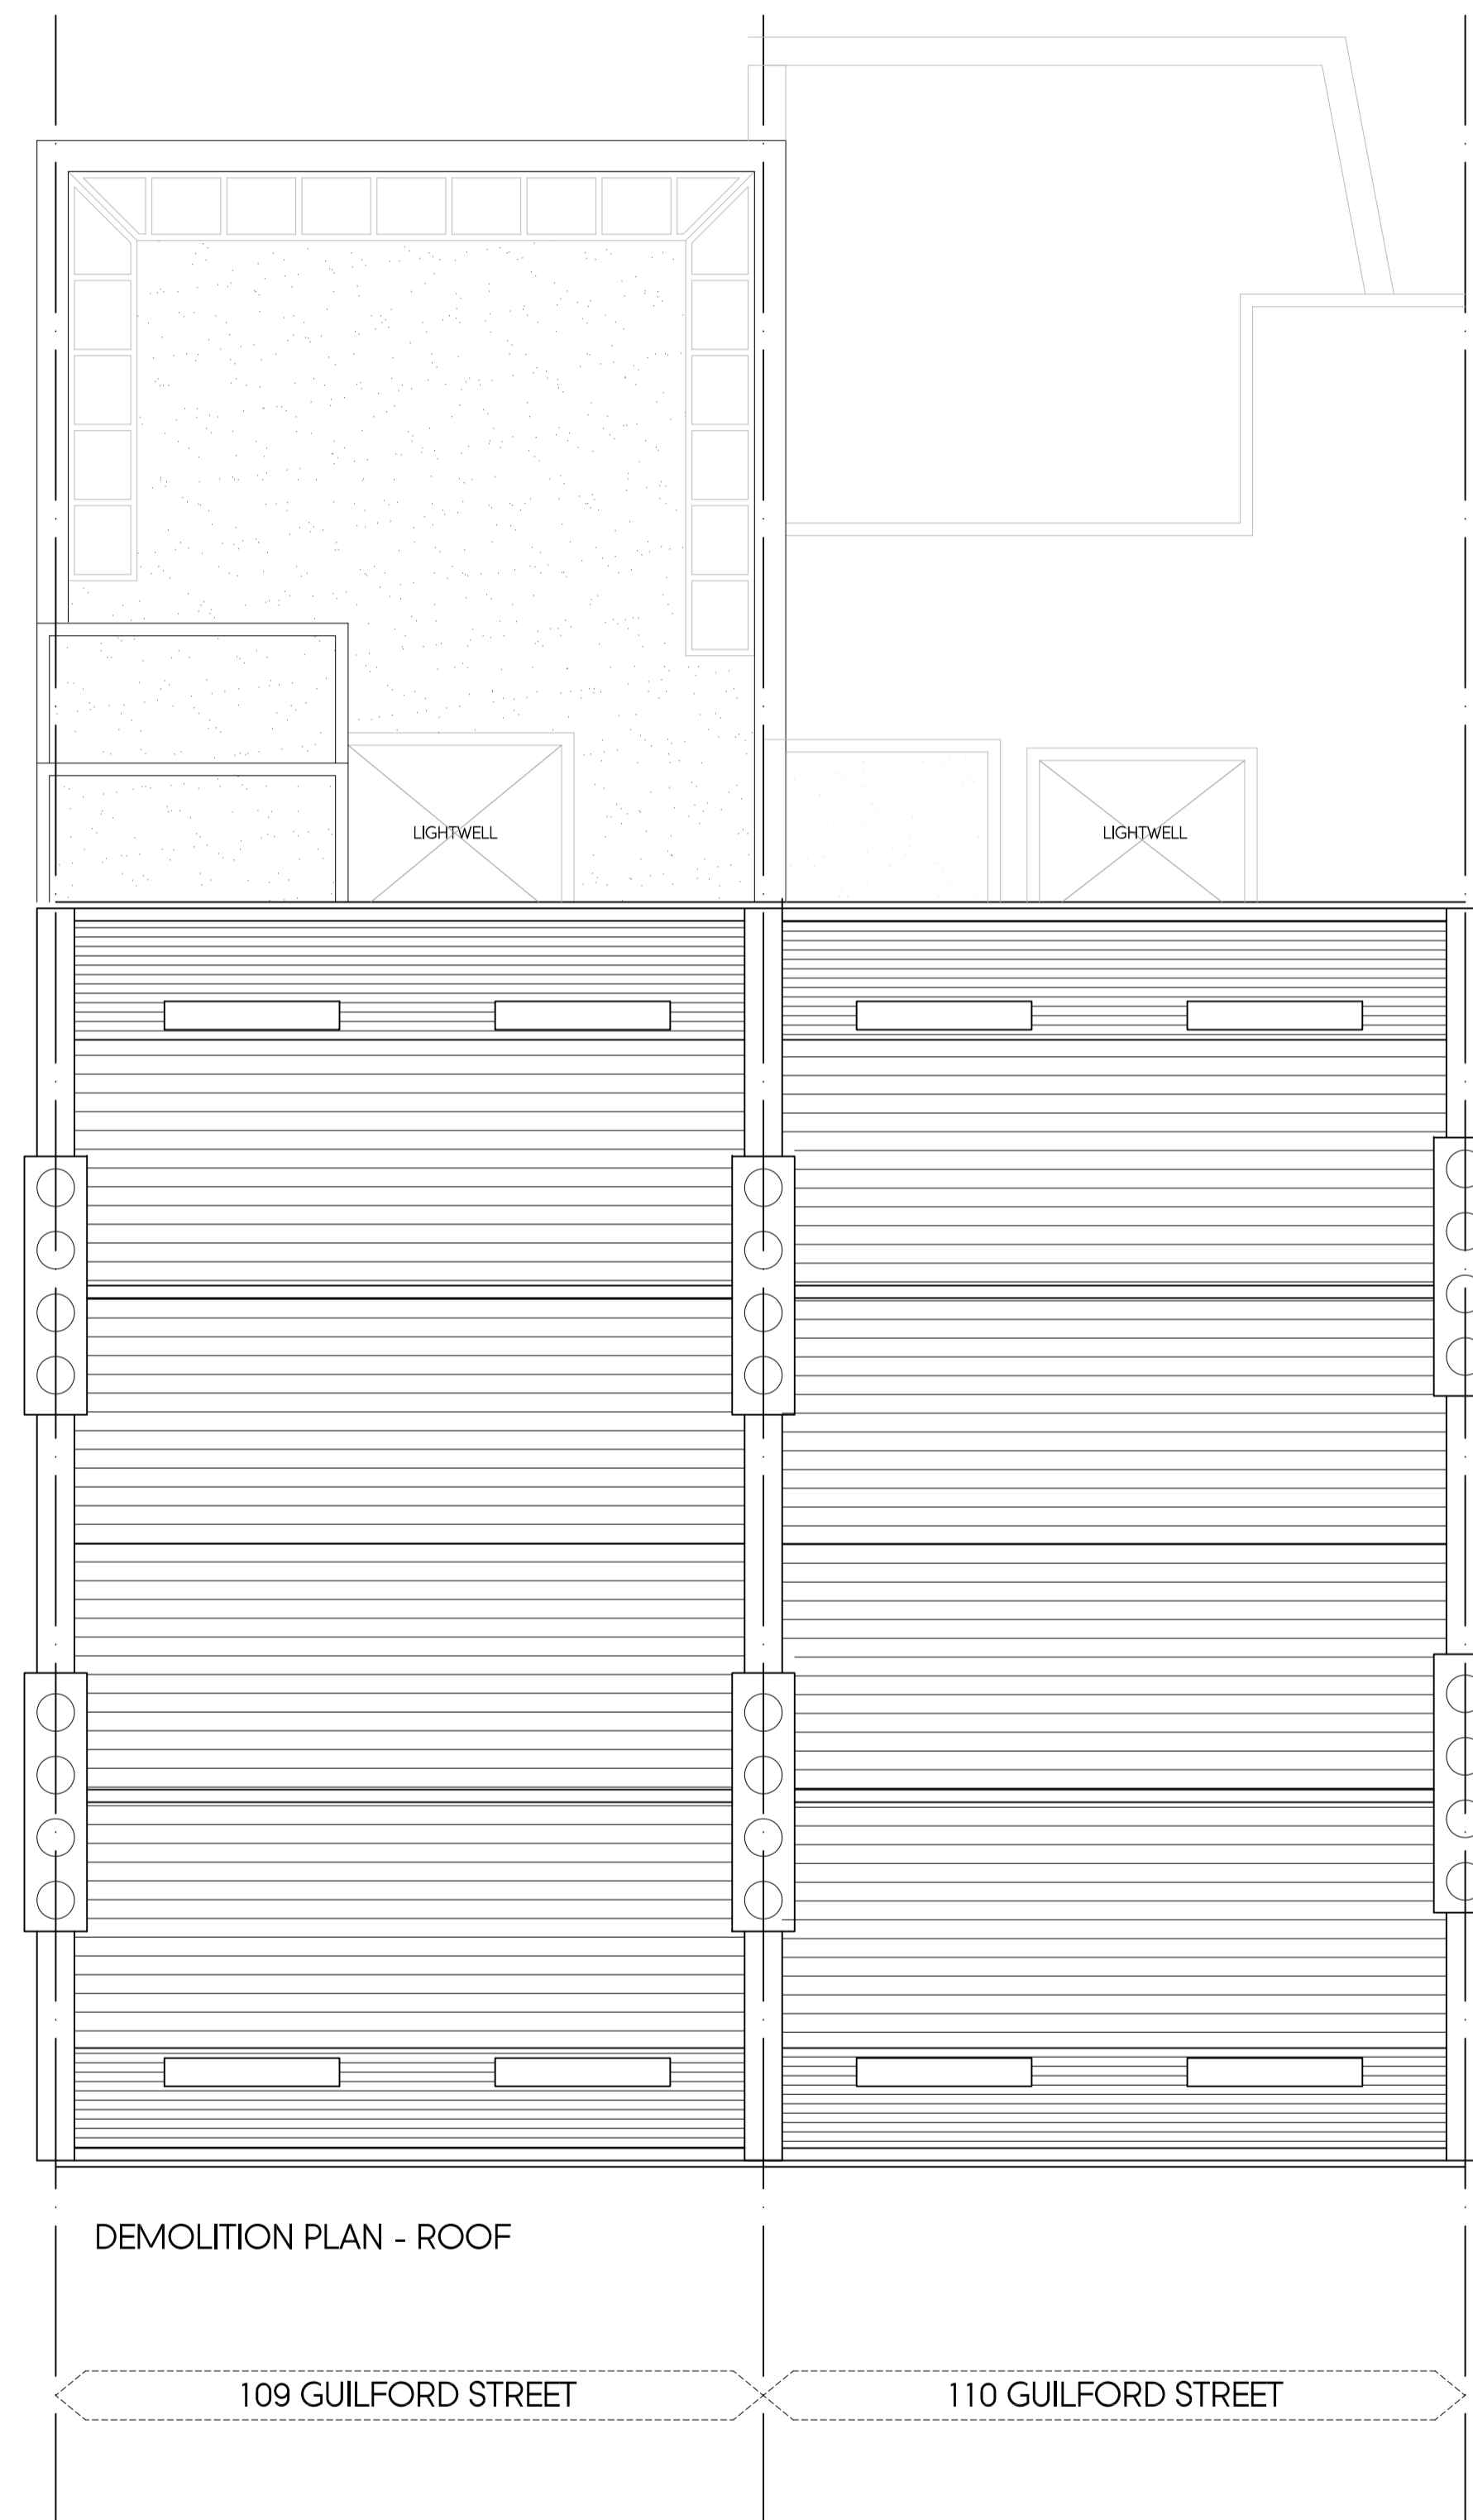 LIGHTWELL
LIGHTWELL
DEMOLITION PLAN - ROOF
109 GUILFORD STREET
110 GUILFORD STREET